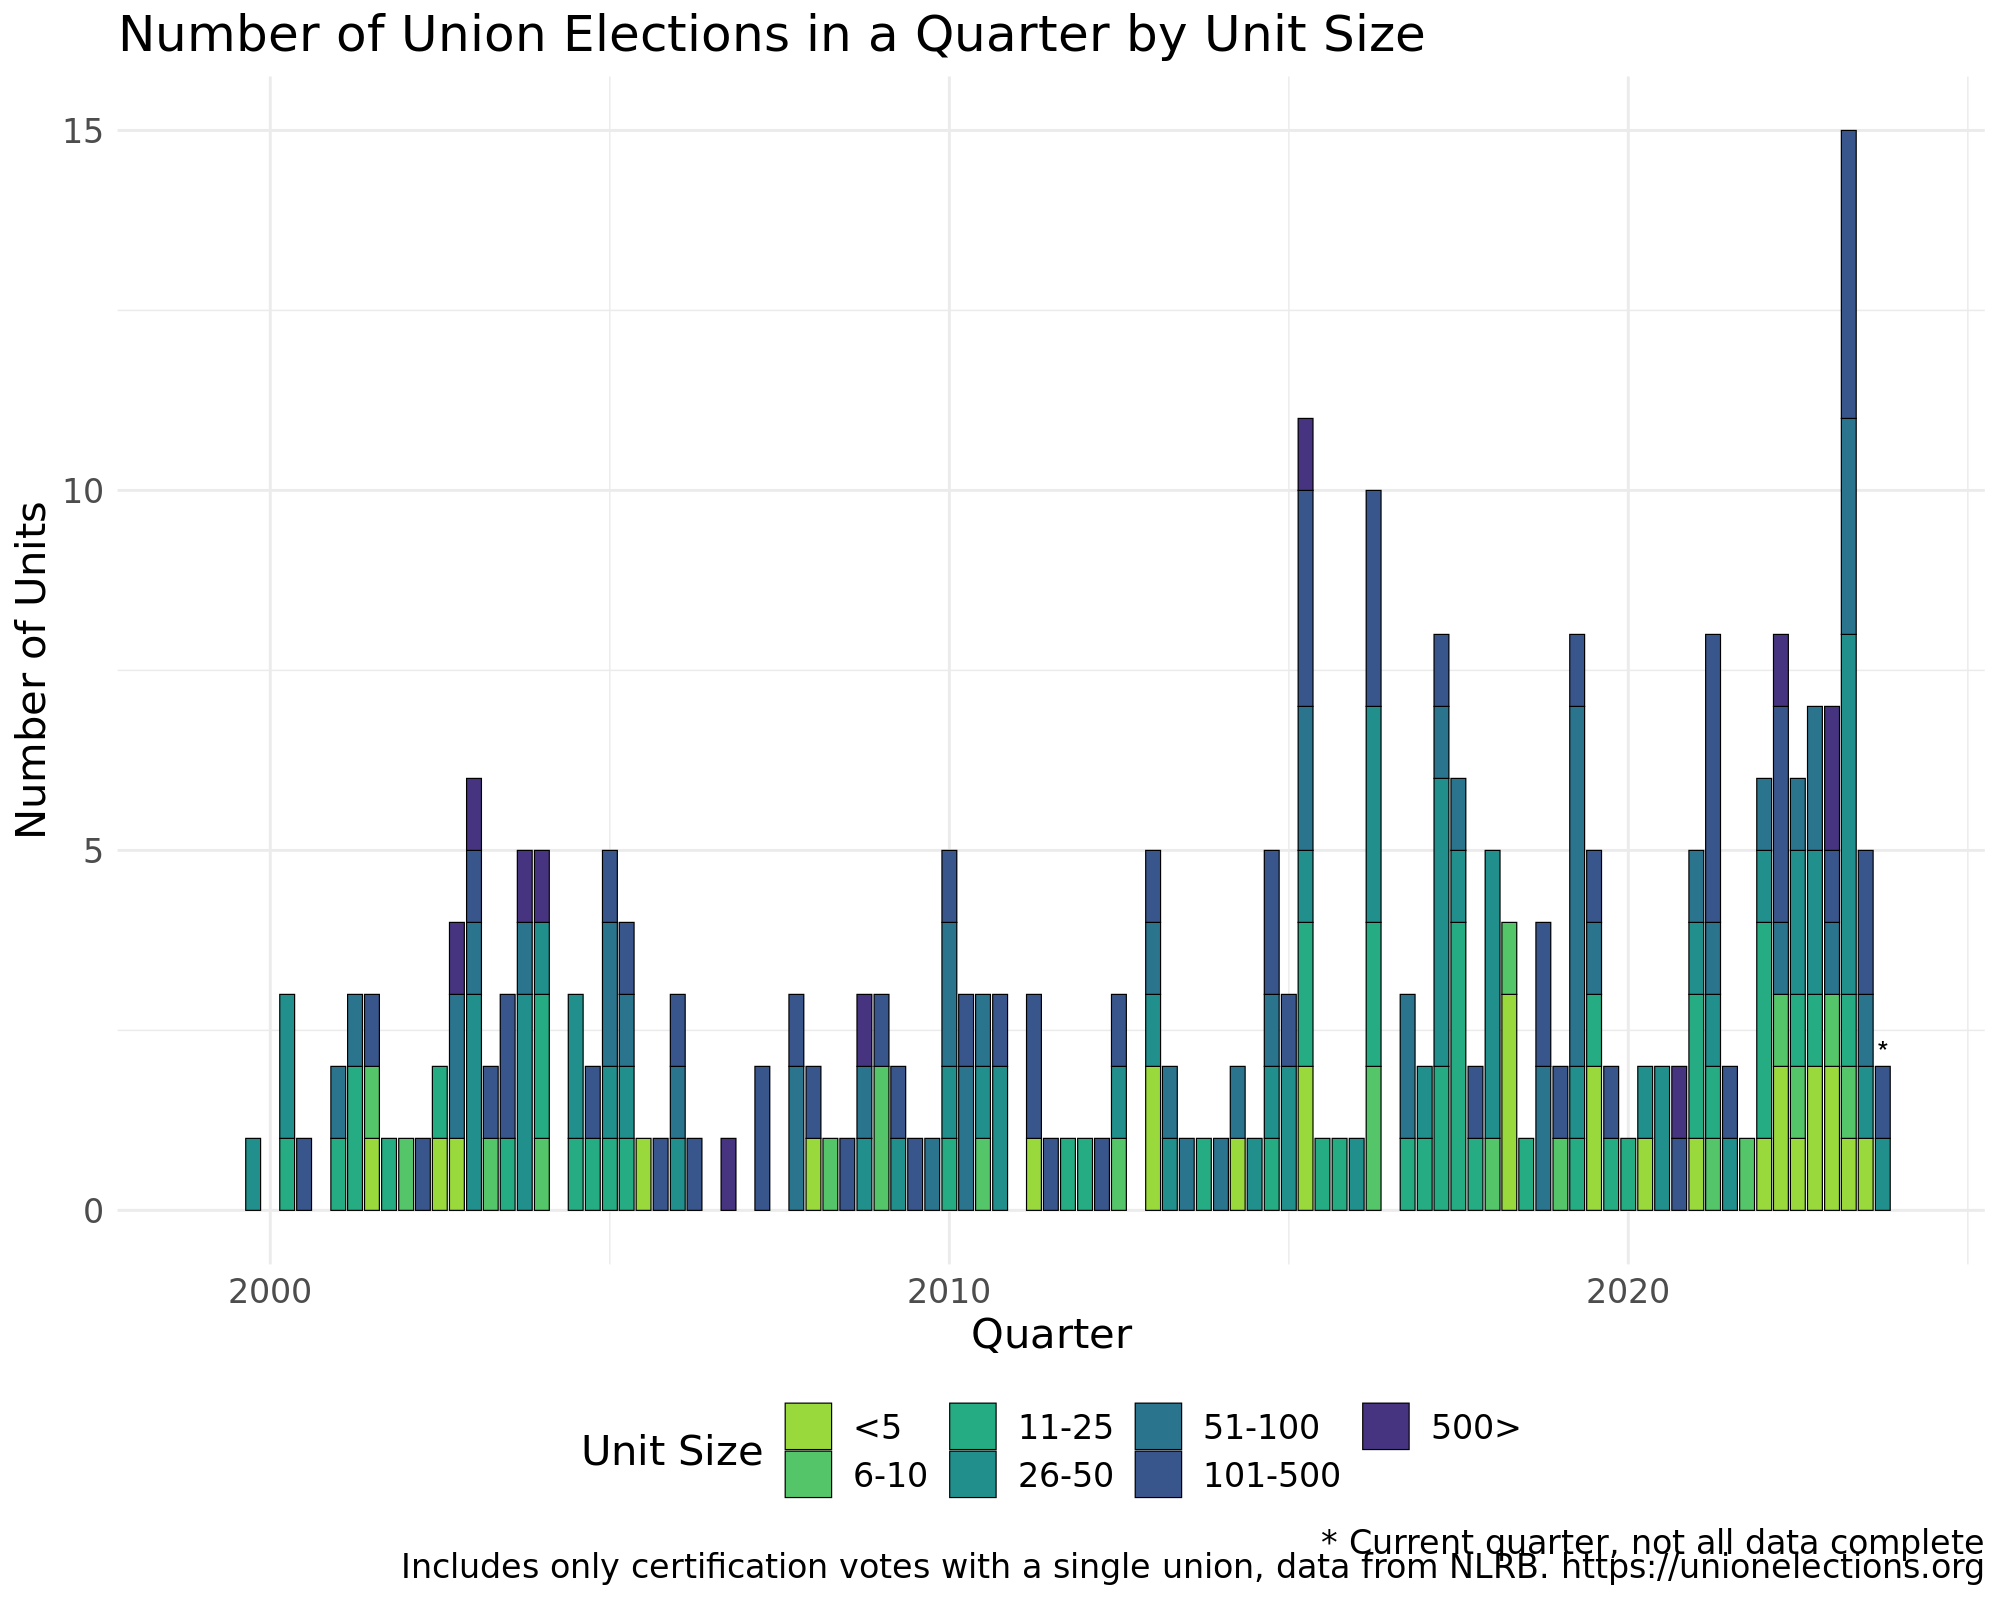 Number of Union Elections in a Quarter by Unit Size
Number of Units
15
10
5
0
*
2000 2010 2020
Quarter
Unit Size
<5 11-25 51-100 500>
6-10 26-50 101-500
* Current quarter, not all data complete
Includes only certification votes with a single union, data from NLRB. https://unionelections.org